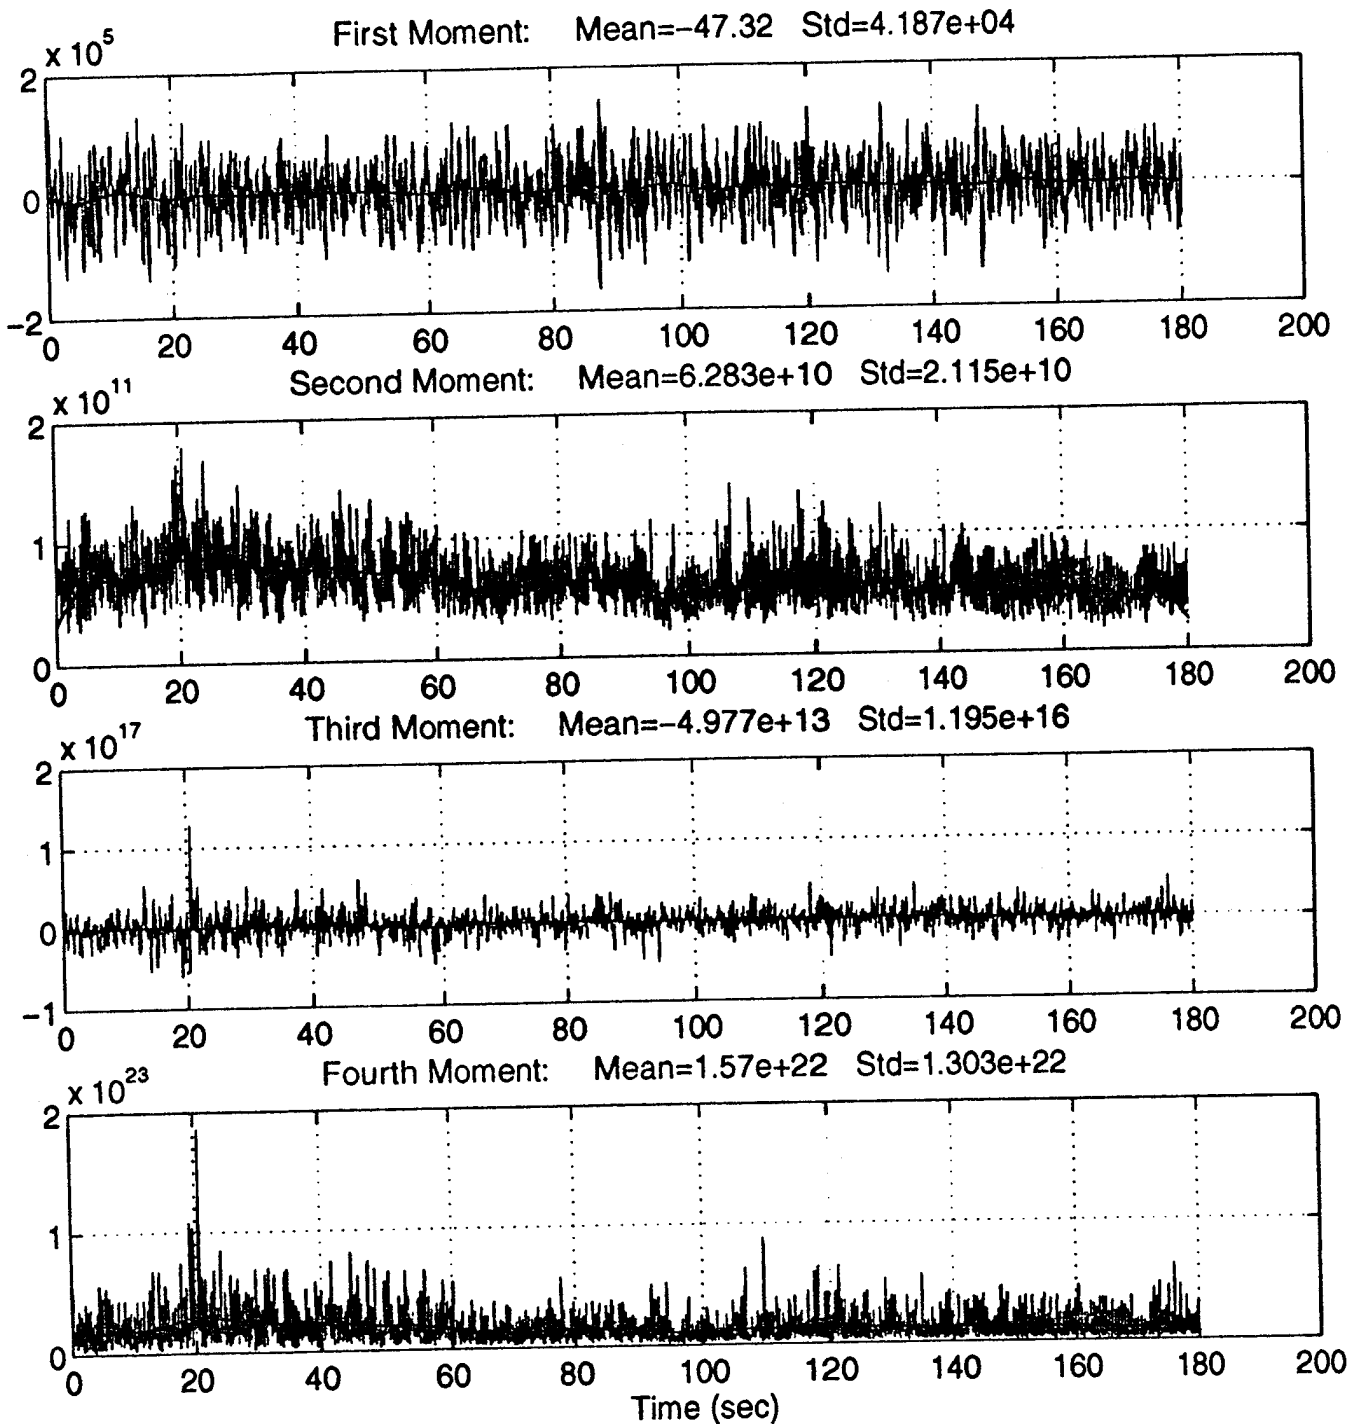 First Moment: Mean=−47.32 Std=4.187e+04
x 10^5
2
0
−2
0 20 40 60 80 100 120 140 160 180 200
Second Moment: Mean=6.283e+10 Std=2.115e+10
x 10^11
2
1
0
0 20 40 60 80 100 120 140 160 180 200
Third Moment: Mean=−4.977e+13 Std=1.195e+16
x 10^17
2
1
0
−1
0 20 40 60 80 100 120 140 160 180 200
Fourth Moment: Mean=1.57e+22 Std=1.303e+22
x 10^23
2
1
0
0 20 40 60 80 100 120 140 160 180 200
Time (sec)